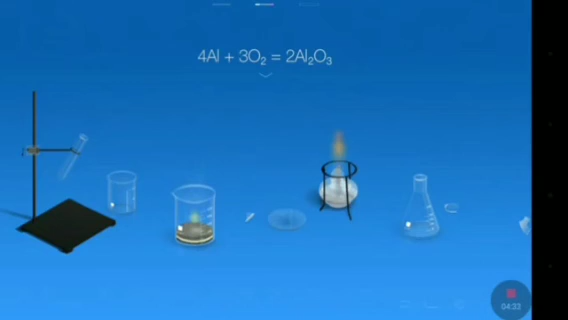 4Al + 3O₂ = 2Al₂O₃
04:33